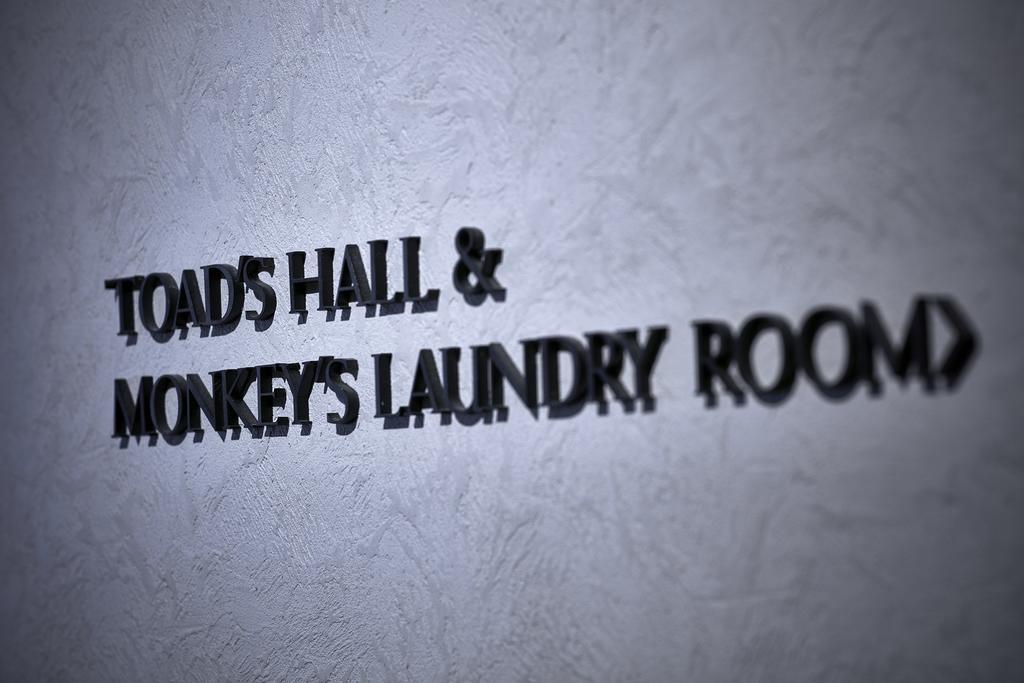 TOAD'S HALL &
MONKEY'S LAUNDRY ROOM>